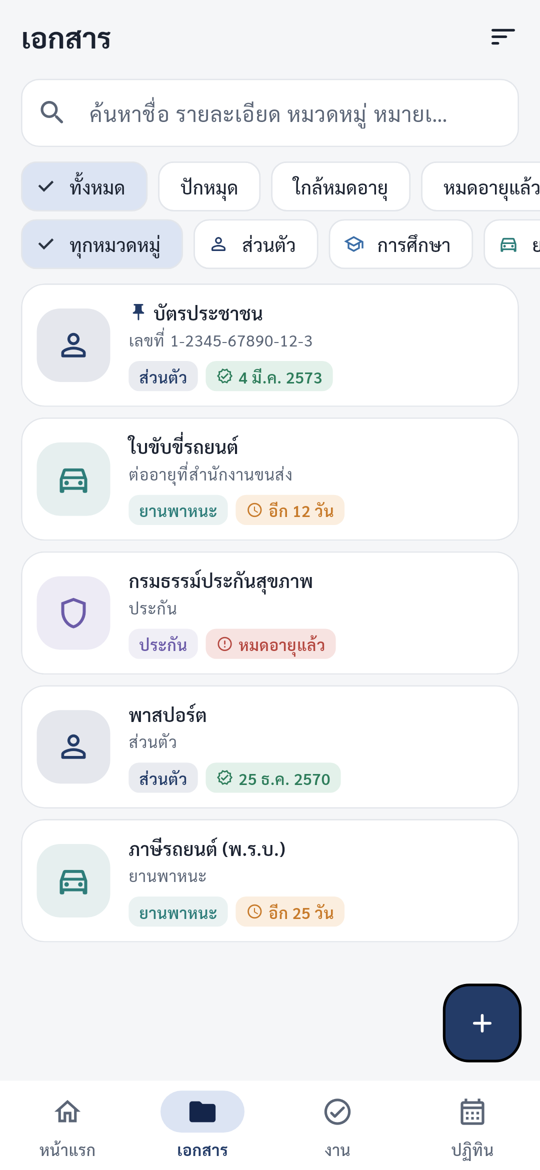 เอกสาร
ค้นหาชื่อ รายละเอียด หมวดหมู่ หมายเ...
ทั้งหมด ปักหมุด ใกล้หมดอายุ หมดอายุแล้ว
ทุกหมวดหมู่ ส่วนตัว การศึกษา
บัตรประชาชน
เลขที่ 1-2345-67890-12-3
ส่วนตัว 4 มี.ค. 2573
ใบขับขี่รถยนต์
ต่ออายุที่สำนักงานขนส่ง
ยานพาหนะ อีก 12 วัน
กรมธรรม์ประกันสุขภาพ
ประกัน
ประกัน หมดอายุแล้ว
พาสปอร์ต
ส่วนตัว
ส่วนตัว 25 ธ.ค. 2570
ภาษีรถยนต์ (พ.ร.บ.)
ยานพาหนะ
ยานพาหนะ อีก 25 วัน
หน้าแรก เอกสาร งาน ปฏิทิน